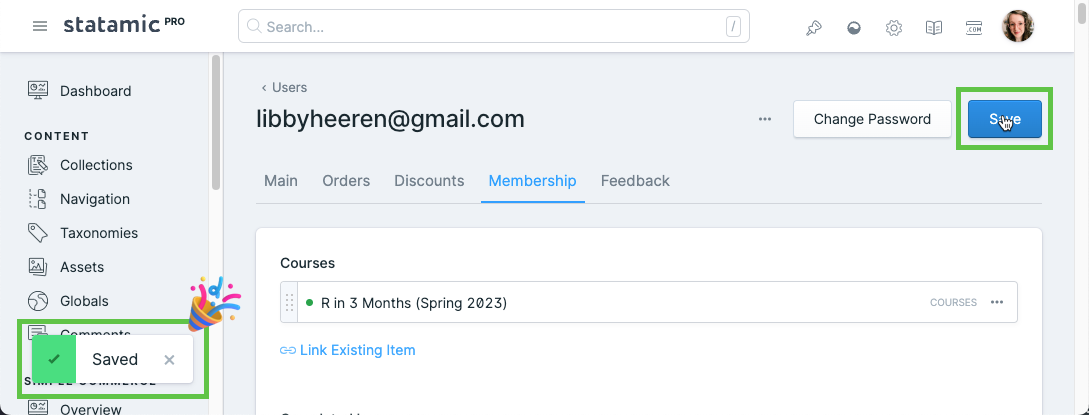 statamic PRO
Search...
/
.COM
Dashboard
CONTENT
Collections
Navigation
Taxonomies
Assets
Globals
Comments
Saved
SIMPLE COMMERCE
Overview
Users
libbyheeren@gmail.com
Change Password
Save
Main
Orders
Discounts
Membership
Feedback
Courses
R in 3 Months (Spring 2023)
COURSES
Link Existing Item